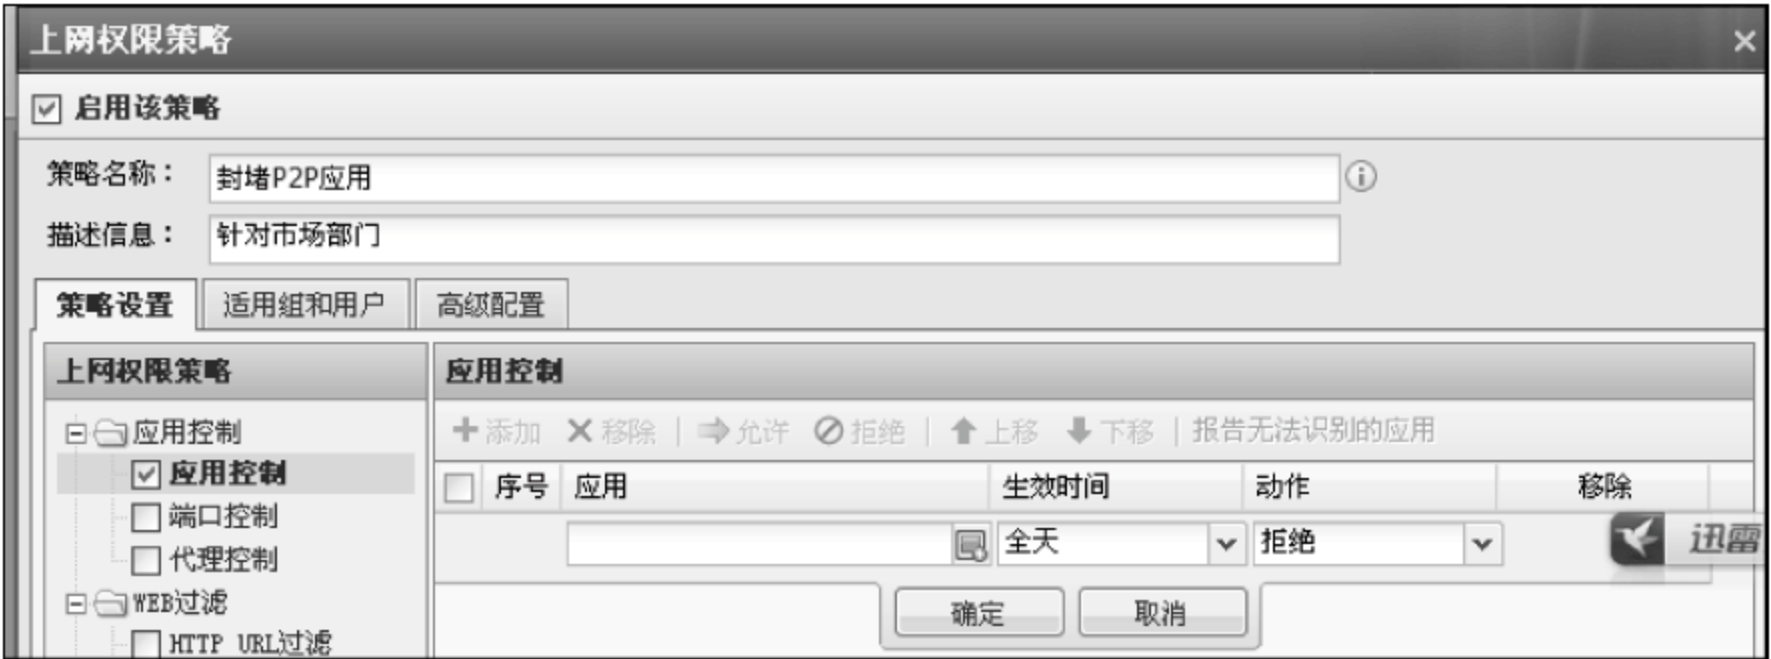 上网权限策略
启用该策略
策略名称： 封堵P2P应用
描述信息： 针对市场部门
策略设置 适用组和用户 高级配置
上网权限策略
应用控制
应用控制
端口控制
代理控制
WEB过滤
HTTP URL过滤
应用控制
添加 移除 允许 拒绝 上移 下移 报告无法识别的应用
序号 应用 生效时间 动作 移除
全天 拒绝 迅雷
确定 取消